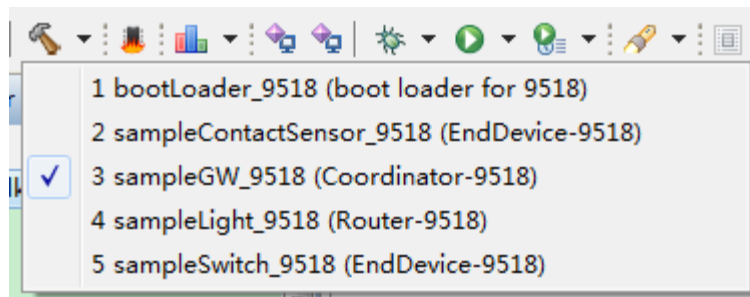 1 bootLoader_9518 (boot loader for 9518)
2 sampleContactSensor_9518 (EndDevice-9518)
3 sampleGW_9518 (Coordinator-9518)
4 sampleLight_9518 (Router-9518)
5 sampleSwitch_9518 (EndDevice-9518)